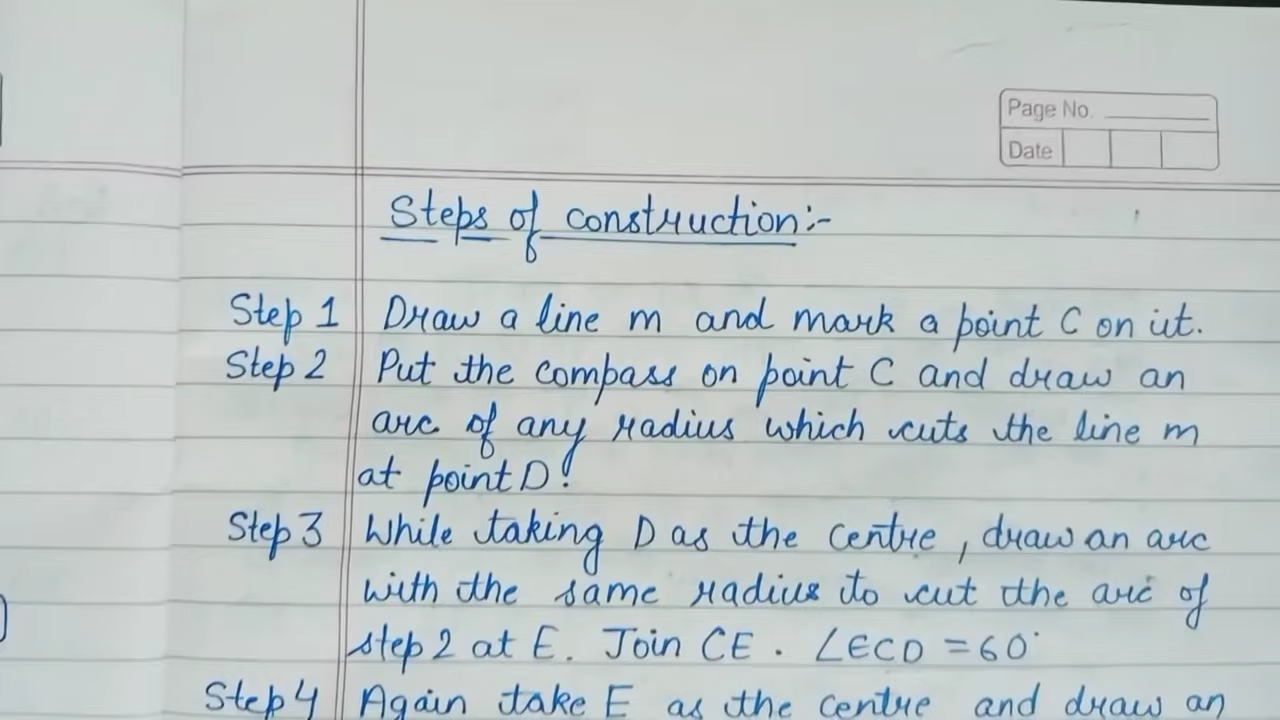 Page No.
Date
Steps of construction:-
Step 1 Draw a line m and mark a point C on it.
Step 2 Put the compass on point C and draw an
arc of any radius which cuts the line m
at point D.
Step 3 While taking D as the centre, draw an arc
with the same radius to cut the arc of
step 2 at E. Join CE. ∠ECD = 60°
Step 4 Again take E as the centre and draw an